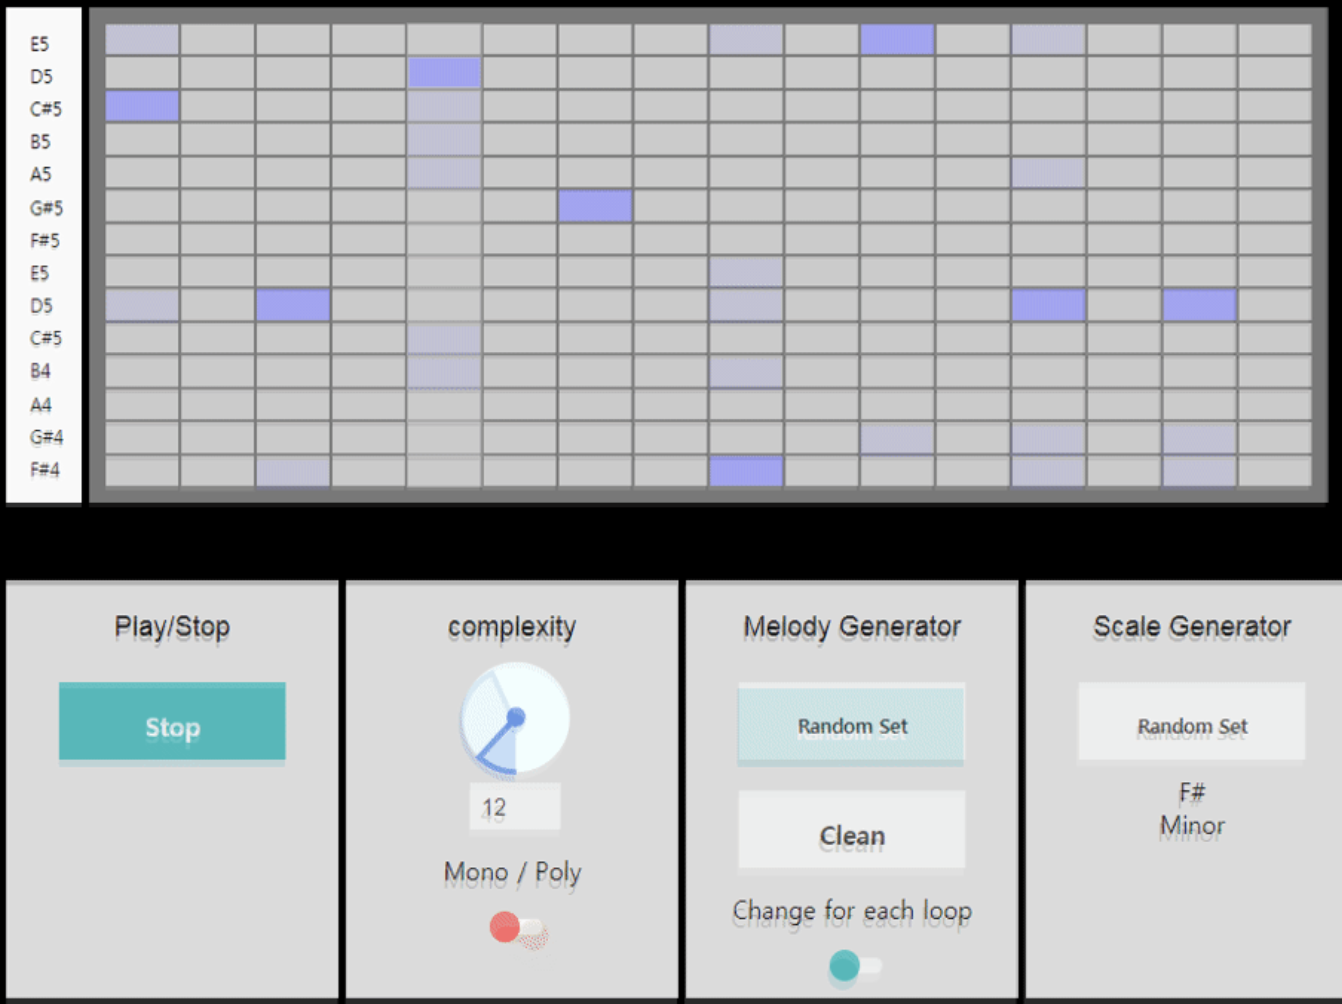 E5
D5
C#5
B5
A5
G#5
F#5
E5
D5
C#5
B4
A4
G#4
F#4
Play/Stop
complexity
Melody Generator
Scale Generator
Stop
Random Set
Random Set
12
F#
Minor
Clean
Mono / Poly
Change for each loop